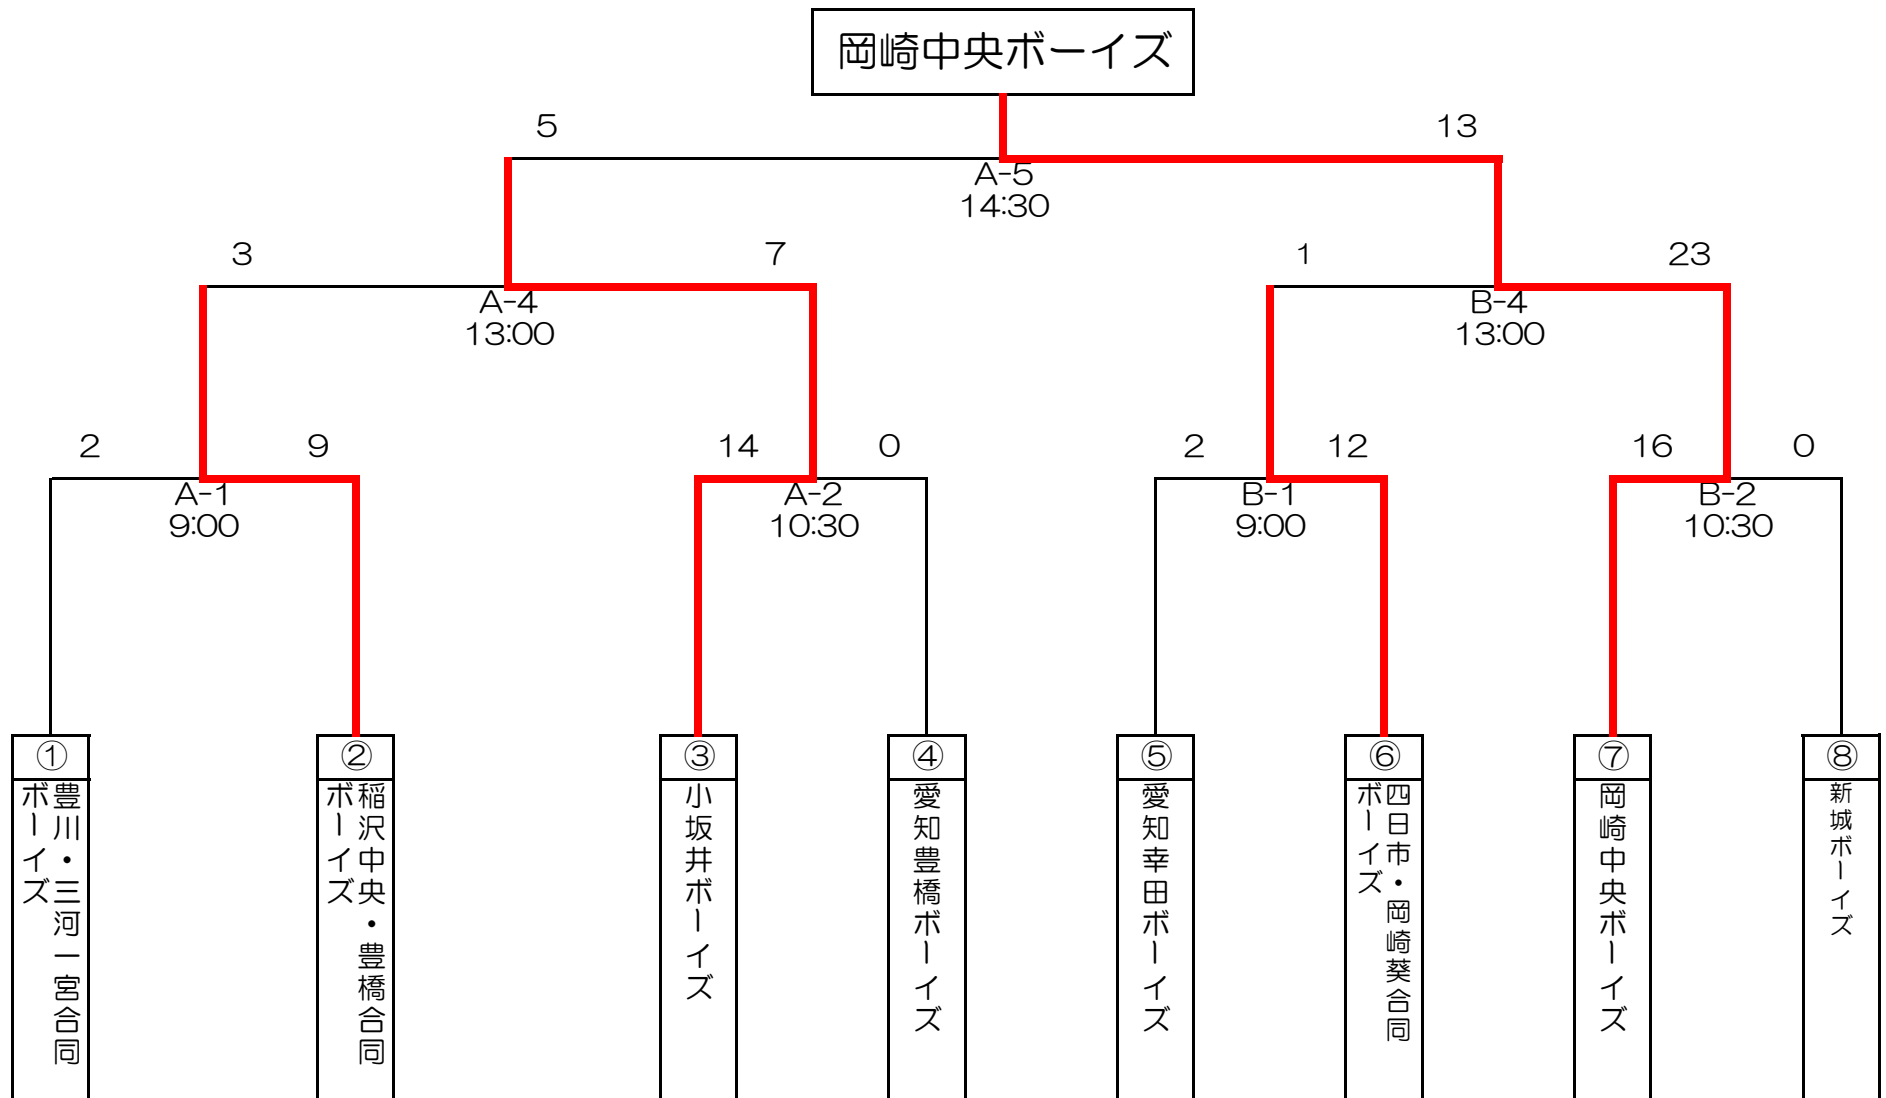 岡崎中央ボーイズ
5
13
A-5
14:30
3
7
1
23
A-4
13:00
B-4
13:00
2
9
14
0
2
12
16
0
A-1
9:00
A-2
10:30
B-1
9:00
B-2
10:30
①
豊川・三河一宮合同
ボーイズ
②
稲沢中央・豊橋合同
ボーイズ
③
小坂井ボーイズ
④
愛知豊橋ボーイズ
⑤
愛知幸田ボーイズ
⑥
四日市・岡崎葵合同
ボーイズ
⑦
岡崎中央ボーイズ
⑧
新城ボーイズ